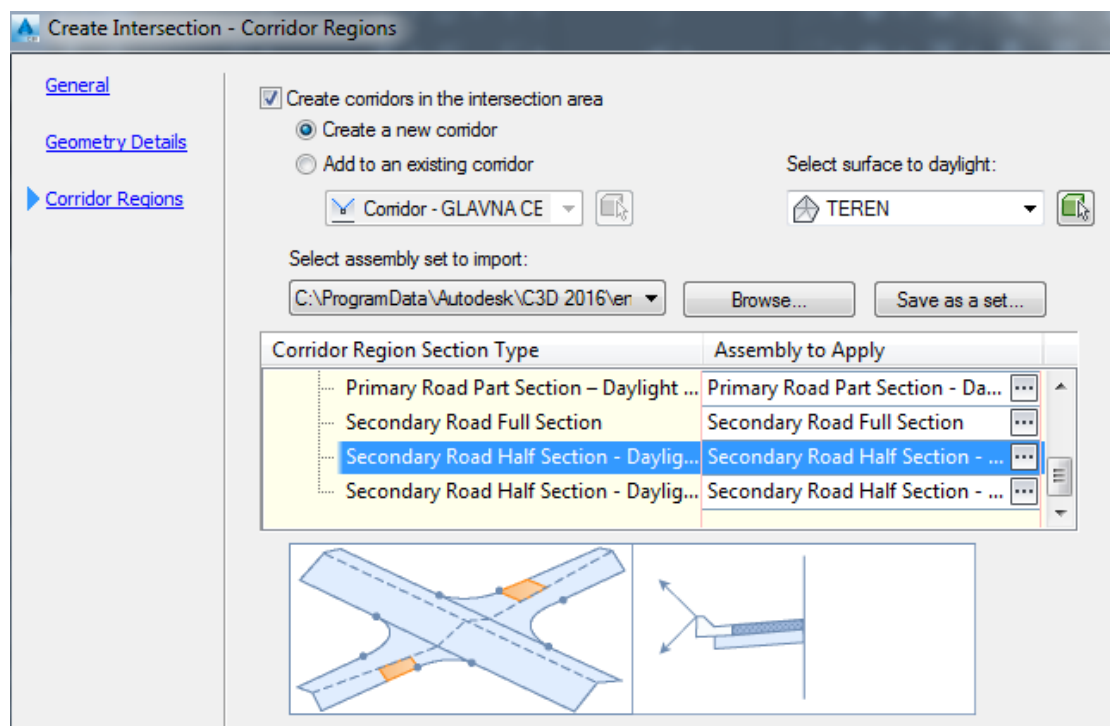 Create Intersection - Corridor Regions
General
Geometry Details
Corridor Regions
Create corridors in the intersection area
Create a new corridor
Add to an existing corridor
Select surface to daylight:
Corridor - GLAVNA CE
TEREN
Select assembly set to import:
C:\ProgramData\Autodesk\C3D 2016\en
Browse...
Save as a set...
Corridor Region Section Type Assembly to Apply
Primary Road Part Section – Daylight ... Primary Road Part Section - Da... ...
Secondary Road Full Section Secondary Road Full Section ...
Secondary Road Half Section - Daylig... Secondary Road Half Section - ... ...
Secondary Road Half Section - Daylig... Secondary Road Half Section - ... ...